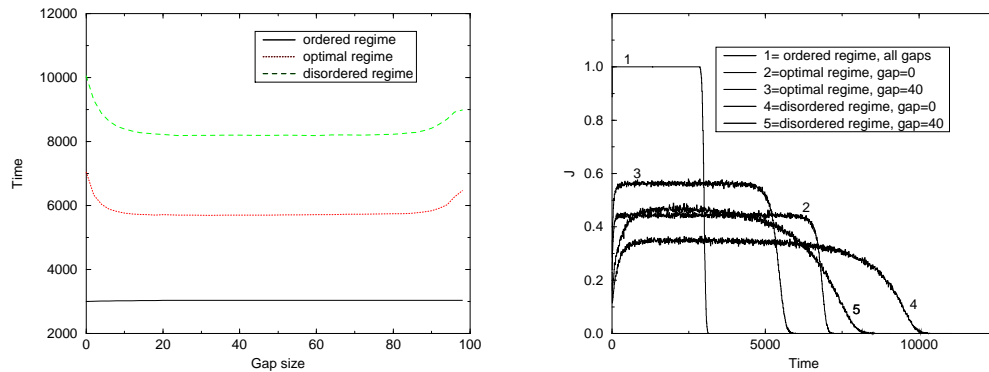 12000
10000
8000
6000
4000
2000
Time
0 20 40 60 80 100
Gap size
ordered regime
optimal regime
disordered regime
1.0
0.8
0.6
0.4
0.2
0.0
J
0 5000 10000
Time
1= ordered regime, all gaps
2=optimal regime, gap=0
3=optimal regime, gap=40
4=disordered regime, gap=0
5=disordered regime, gap=40
1
3
2
5
4